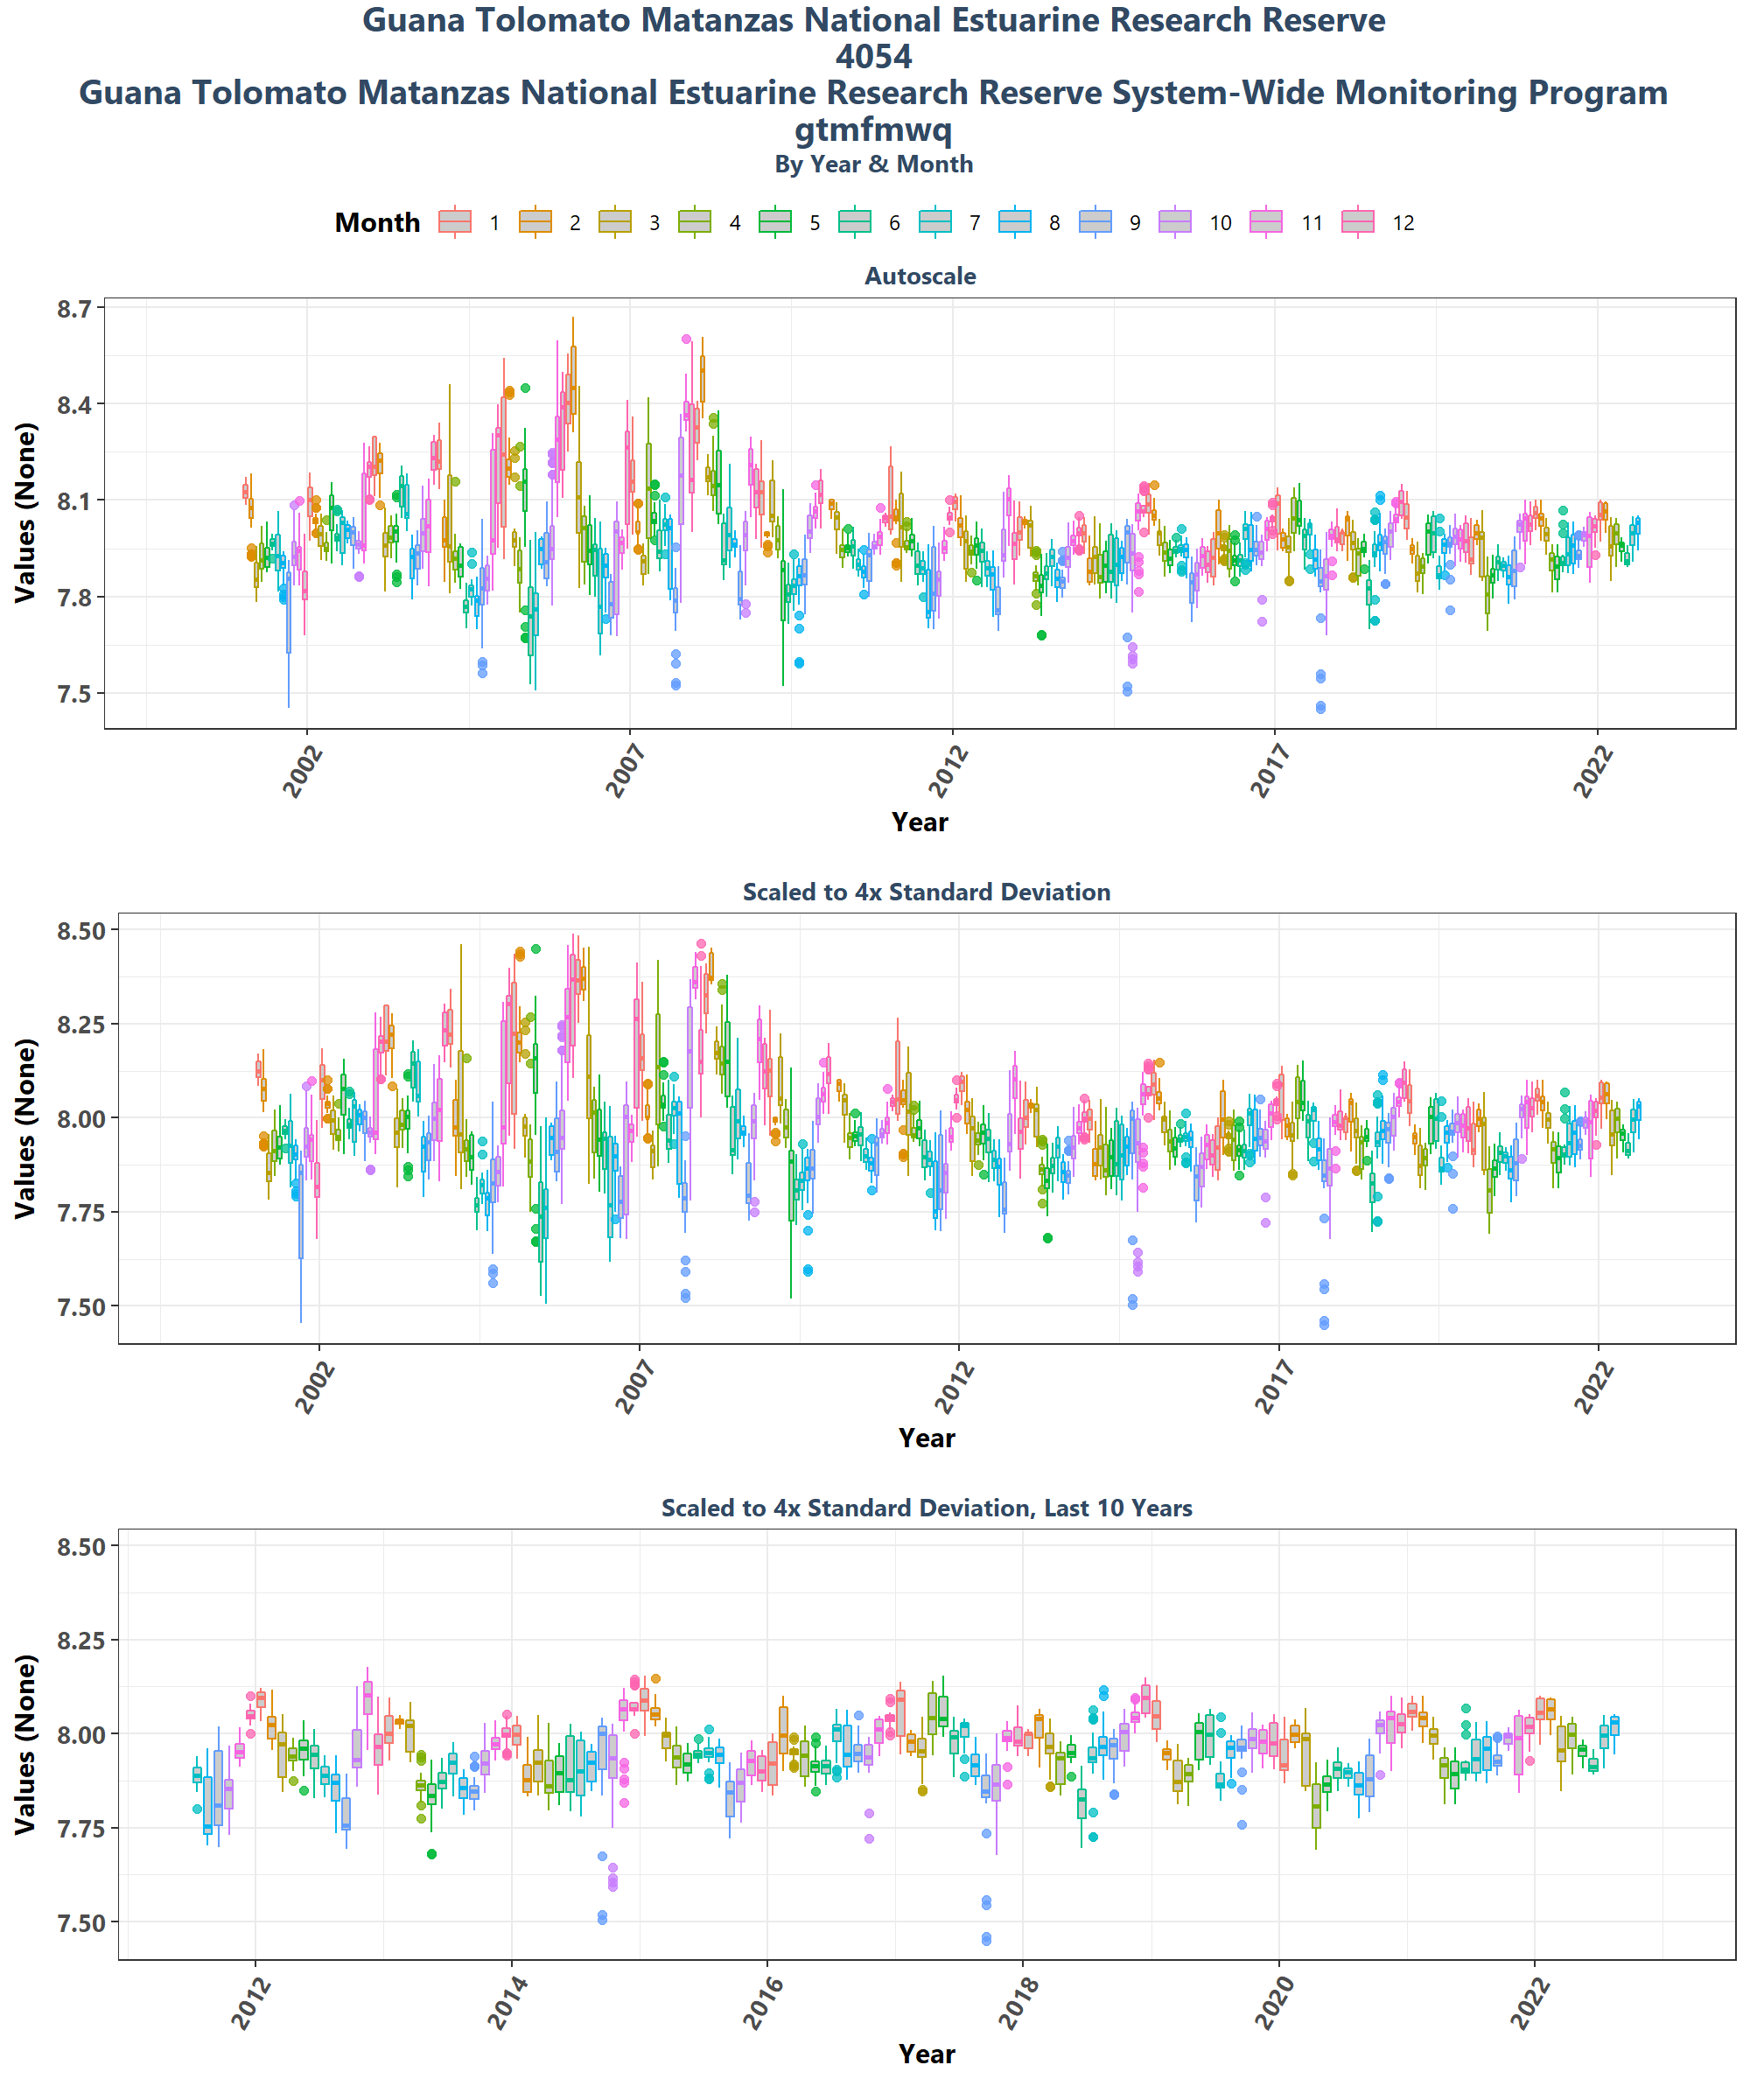 Guana Tolomato Matanzas National Estuarine Research Reserve
4054
Guana Tolomato Matanzas National Estuarine Research Reserve System-Wide Monitoring Program
gtmfmwq
By Year & Month
Month 1 2 3 4 5 6 7 8 9 10 11 12
Autoscale
8.7
8.4
8.1
7.8
7.5
Values (None)
2002 2007 2012 2017 2022
Year
Scaled to 4x Standard Deviation
8.50
8.25
8.00
7.75
7.50
Values (None)
2002 2007 2012 2017 2022
Year
Scaled to 4x Standard Deviation, Last 10 Years
8.50
8.25
8.00
7.75
7.50
Values (None)
2012 2014 2016 2018 2020 2022
Year